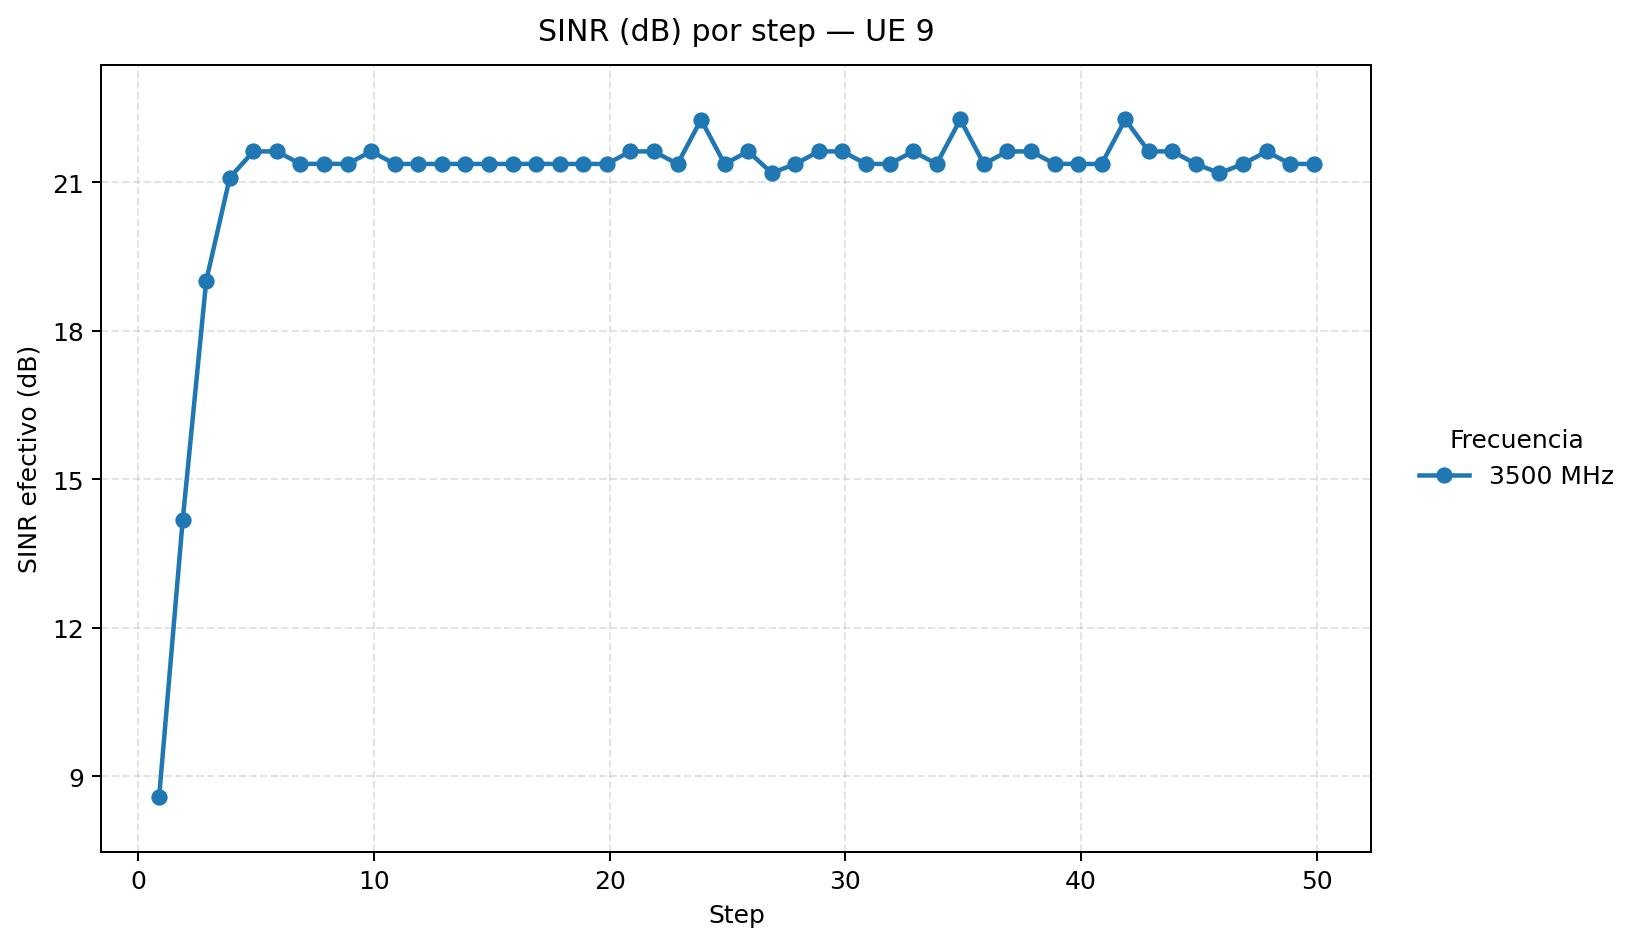 SINR (dB) por step — UE 9
SINR efectivo (dB)
21
18
15
12
9
0 10 20 30 40 50
Step
Frecuencia
3500 MHz